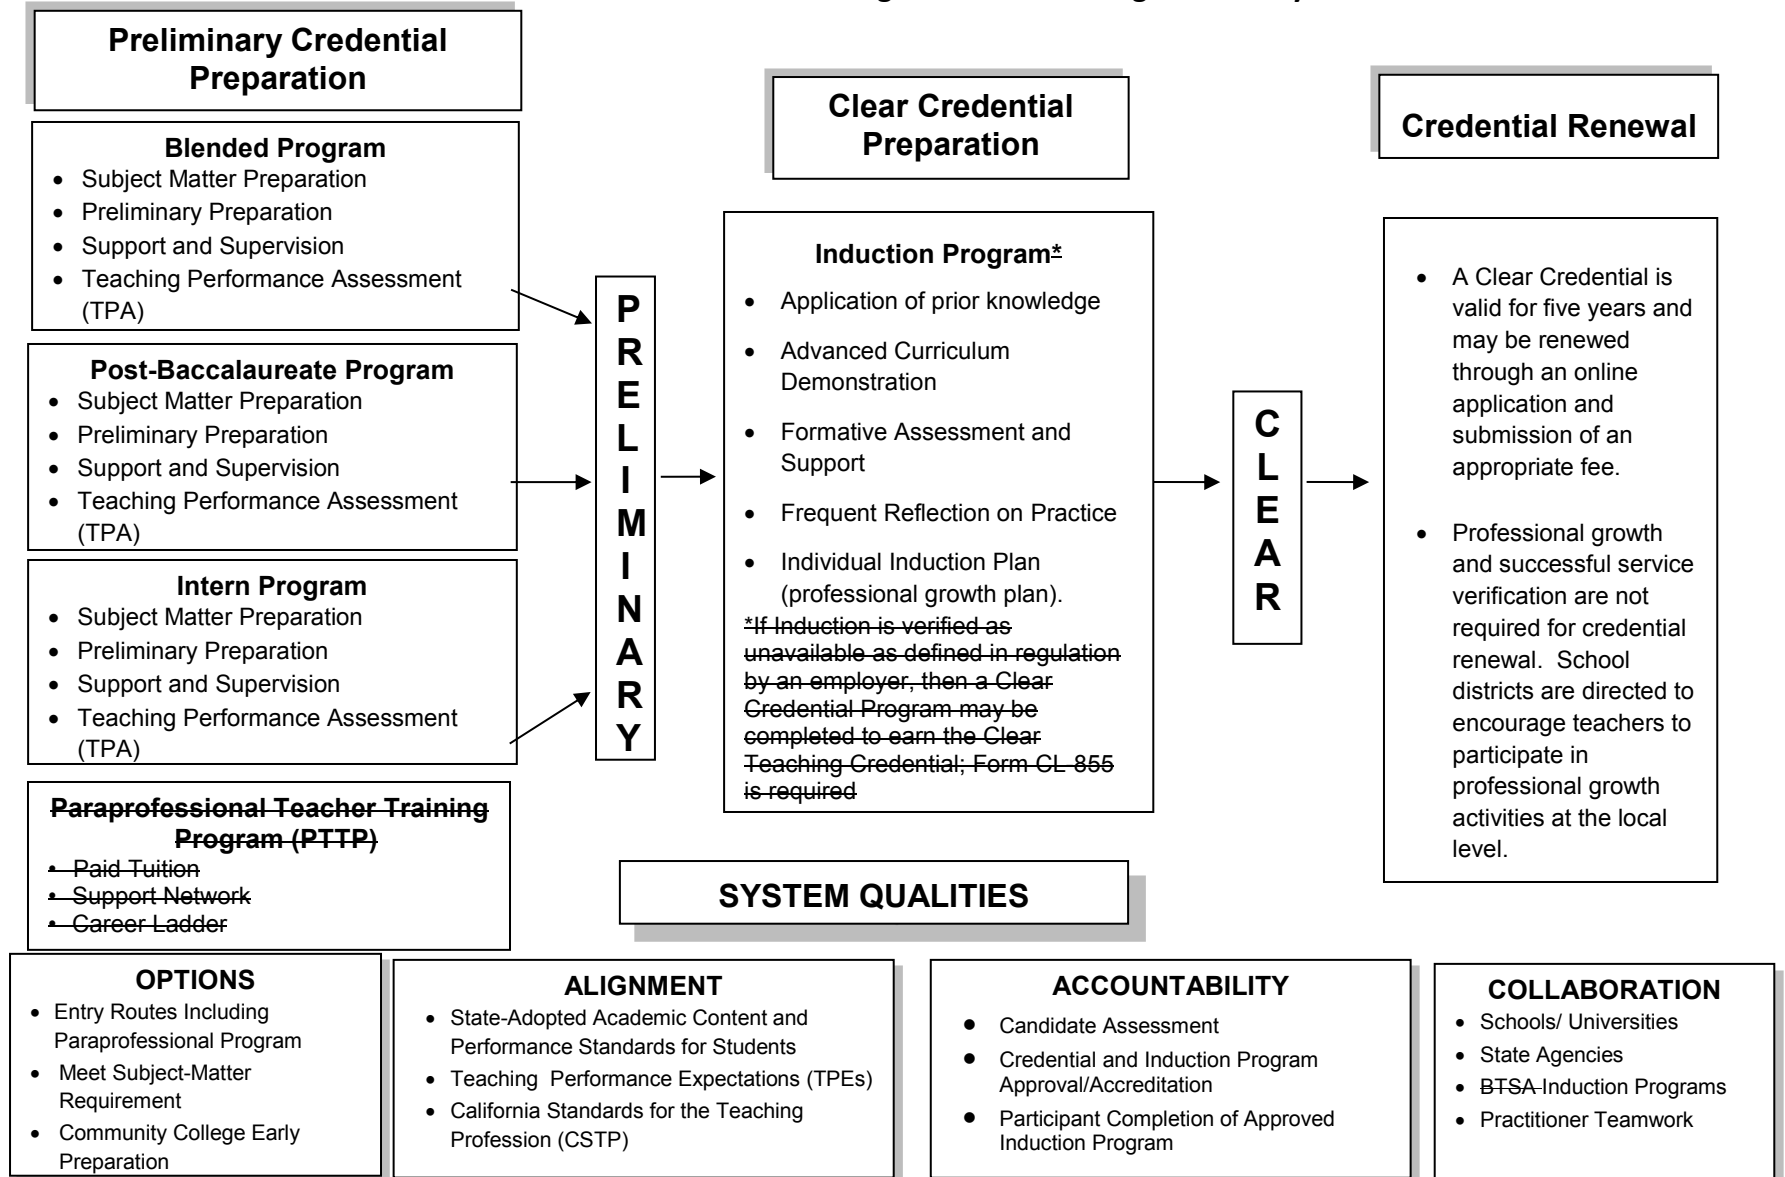 Preliminary Credential
Preparation
Blended Program
• Subject Matter Preparation
• Preliminary Preparation
• Support and Supervision
• Teaching Performance Assessment
(TPA)
Post-Baccalaureate Program
• Subject Matter Preparation
• Preliminary Preparation
• Support and Supervision
• Teaching Performance Assessment
(TPA)
Intern Program
• Subject Matter Preparation
• Preliminary Preparation
• Support and Supervision
• Teaching Performance Assessment
(TPA)
Paraprofessional Teacher Training
Program (PTTP)
• Paid Tuition
• Support Network
• Career Ladder
PRELIMINARY
Clear Credential
Preparation
Induction Program*
• Application of prior knowledge
• Advanced Curriculum
Demonstration
• Formative Assessment and
Support
• Frequent Reflection on Practice
• Individual Induction Plan
(professional growth plan).
*If Induction is verified as
unavailable as defined in regulation
by an employer, then a Clear
Credential Program may be
completed to earn the Clear
Teaching Credential; Form CL-855
is required
CLEAR
Credential Renewal
• A Clear Credential is
valid for five years and
may be renewed
through an online
application and
submission of an
appropriate fee.
• Professional growth
and successful service
verification are not
required for credential
renewal. School
districts are directed to
encourage teachers to
participate in
professional growth
activities at the local
level.
SYSTEM QUALITIES
OPTIONS
• Entry Routes Including
Paraprofessional Program
• Meet Subject-Matter
Requirement
• Community College Early
Preparation
ALIGNMENT
• State-Adopted Academic Content and
Performance Standards for Students
• Teaching Performance Expectations (TPEs)
• California Standards for the Teaching
Profession (CSTP)
ACCOUNTABILITY
• Candidate Assessment
• Credential and Induction Program
Approval/Accreditation
• Participant Completion of Approved
Induction Program
COLLABORATION
• Schools/ Universities
• State Agencies
• BTSA Induction Programs
• Practitioner Teamwork